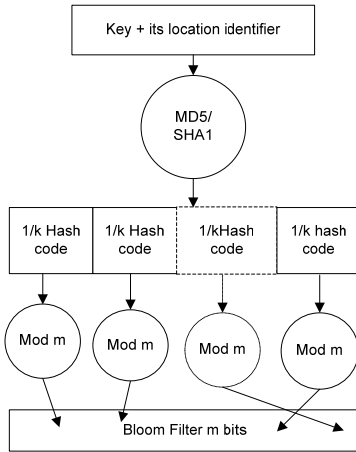 Key + its location identifier
MD5/
SHA1
1/k Hash
code
1/k Hash
code
1/kHash
code
1/k hash
code
Mod m
Mod m
Mod m
Mod m
Bloom Filter m bits